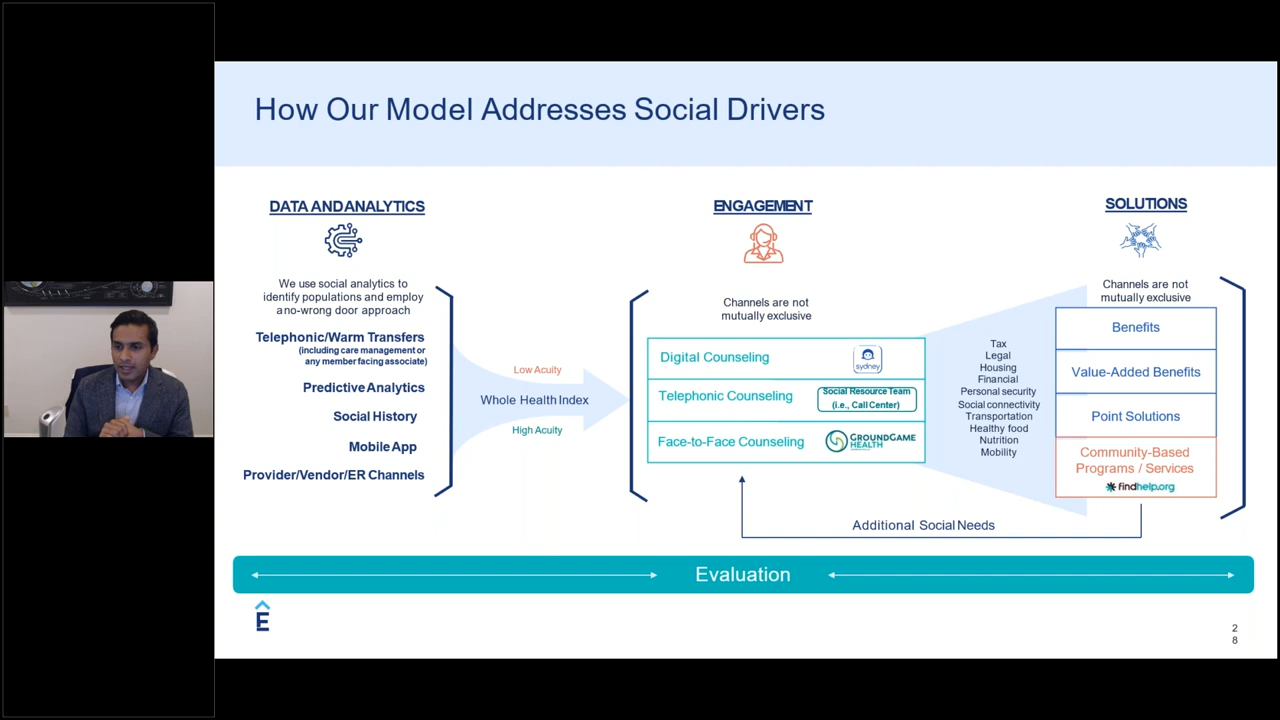 How Our Model Addresses Social Drivers
DATA AND ANALYTICS
We use social analytics to
identify populations and employ
a no-wrong door approach
Telephonic/Warm Transfers
(including care management or
any member facing associate)
Predictive Analytics
Social History
Mobile App
Provider/Vendor/ER Channels
Low Acuity
Whole Health Index
High Acuity
ENGAGEMENT
Channels are not
mutually exclusive
Digital Counseling
sydney
Telephonic Counseling
Social Resource Team
(i.e., Call Center)
Face-to-Face Counseling
GROUNDGAME
HEALTH
Tax
Legal
Housing
Financial
Personal security
Social connectivity
Transportation
Healthy food
Nutrition
Mobility
SOLUTIONS
Channels are not
mutually exclusive
Benefits
Value-Added Benefits
Point Solutions
Community-Based
Programs / Services
findhelp.org
Additional Social Needs
Evaluation
E
2
8